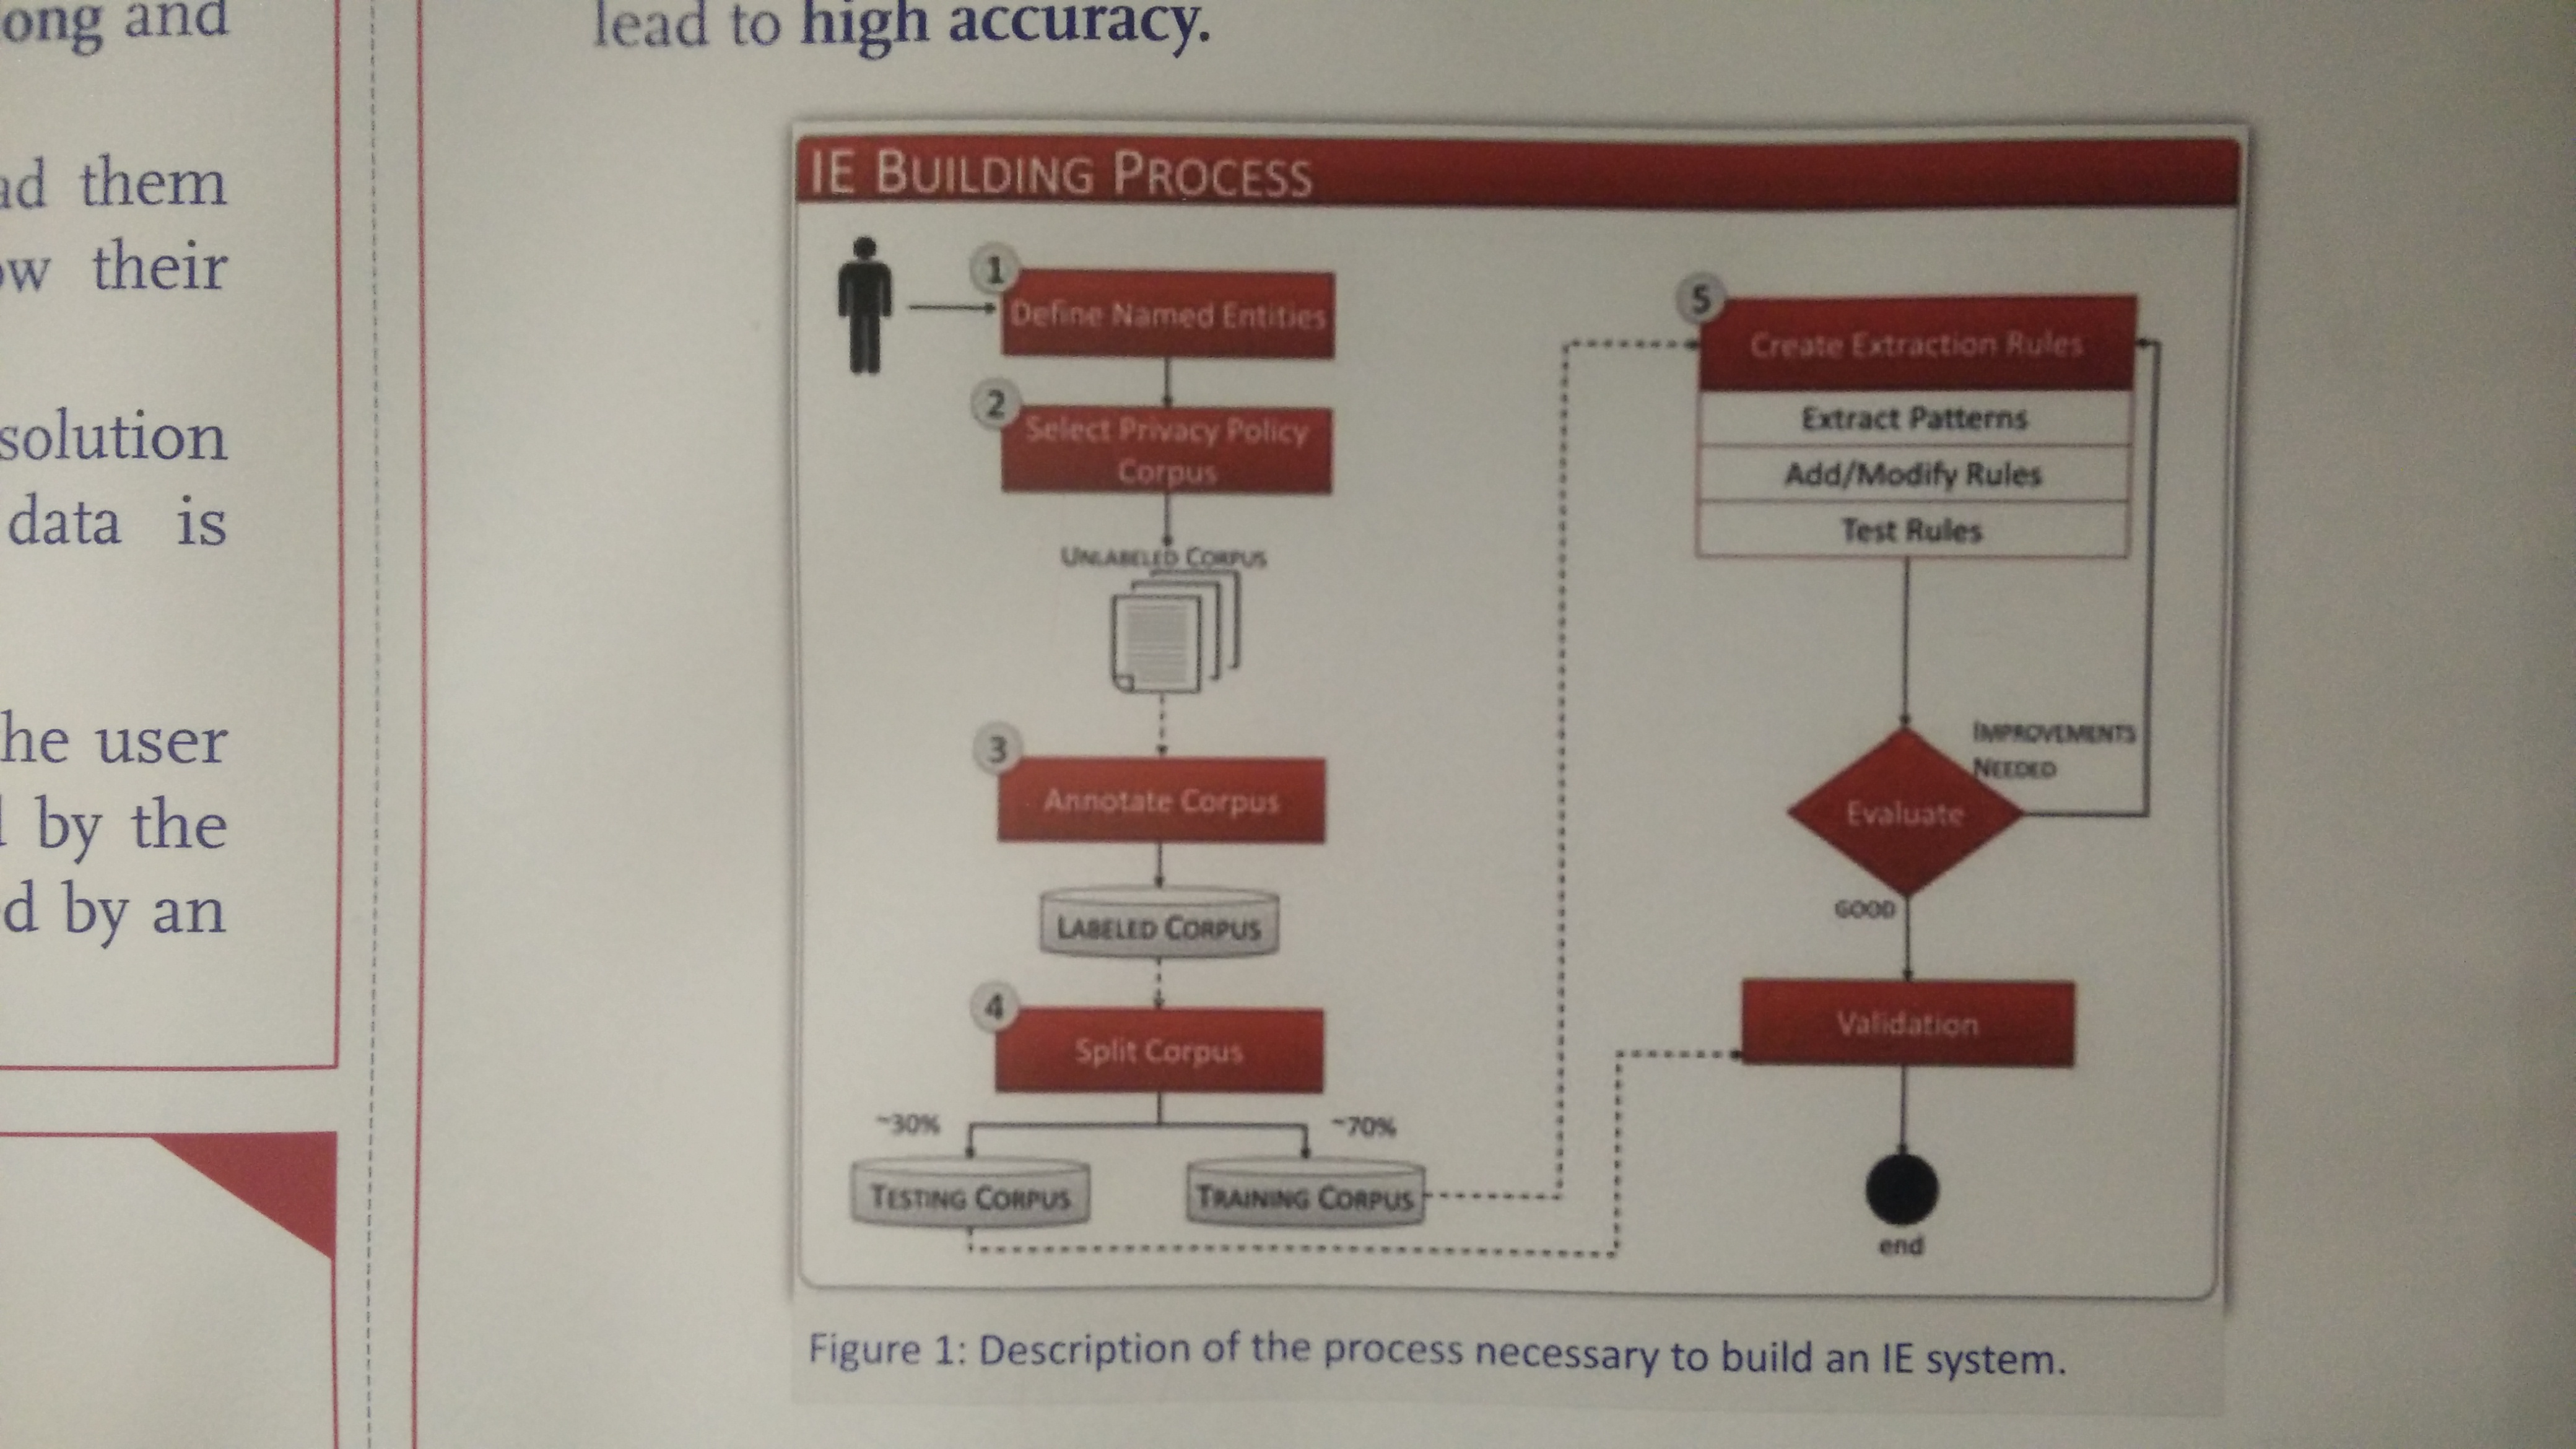 ong and
ad them
ow their
solution
data is
he user
by the
d by an
lead to high accuracy.
IE BUILDING PROCESS
1
Define Named Entities
2
Select Privacy Policy
Corpus
UNLABELED CORPUS
3
Annotate Corpus
LABELED CORPUS
4
Split Corpus
~30%
~70%
TESTING CORPUS
TRAINING CORPUS
5
Create Extraction Rules
Extract Patterns
Add/Modify Rules
Test Rules
IMPROVEMENTS
NEEDED
Evaluate
GOOD
Validation
end
Figure 1: Description of the process necessary to build an IE system.